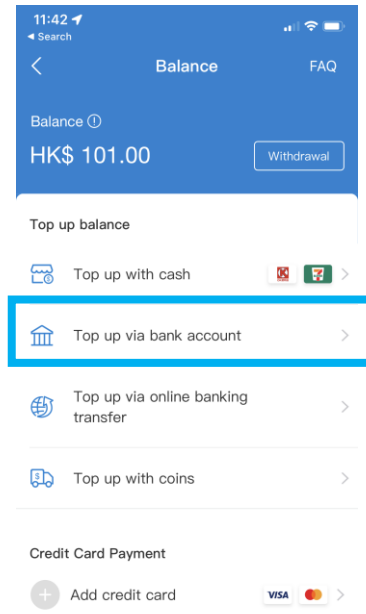 11:42
◀ Search
Balance
FAQ
Balance
HK$ 101.00
Withdrawal
Top up balance
Top up with cash
K
7
Top up via bank account
Top up via online banking
transfer
Top up with coins
Credit Card Payment
Add credit card
VISA